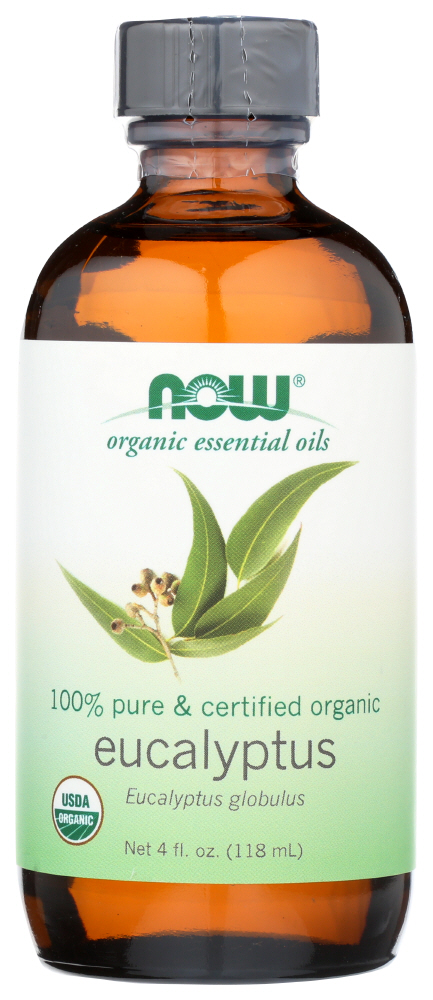 NOW®
organic essential oils
100% pure & certified organic
eucalyptus
Eucalyptus globulus
USDA
ORGANIC
Net 4 fl. oz. (118 mL)